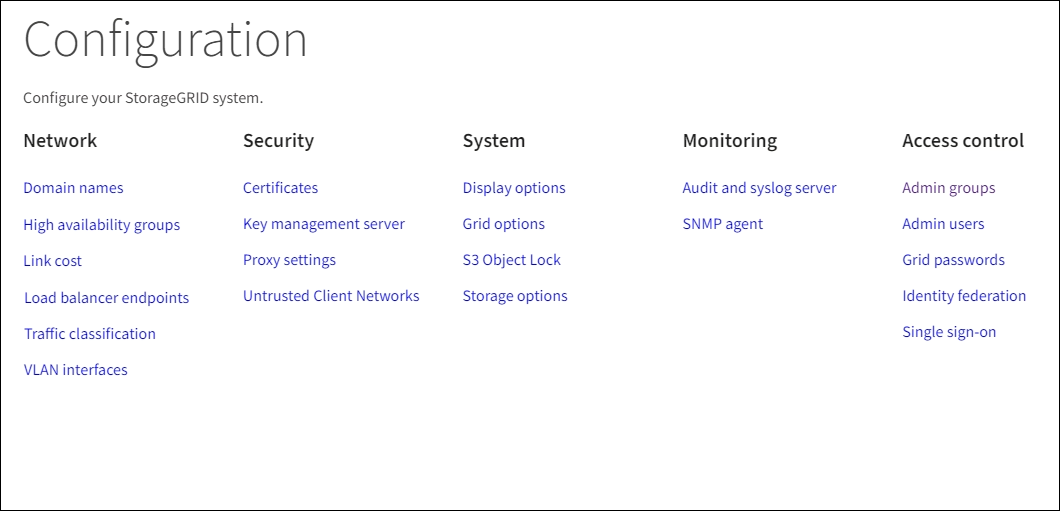 Configuration
Configure your StorageGRID system.
Network
Domain names
High availability groups
Link cost
Load balancer endpoints
Traffic classification
VLAN interfaces
Security
Certificates
Key management server
Proxy settings
Untrusted Client Networks
System
Display options
Grid options
S3 Object Lock
Storage options
Monitoring
Audit and syslog server
SNMP agent
Access control
Admin groups
Admin users
Grid passwords
Identity federation
Single sign-on